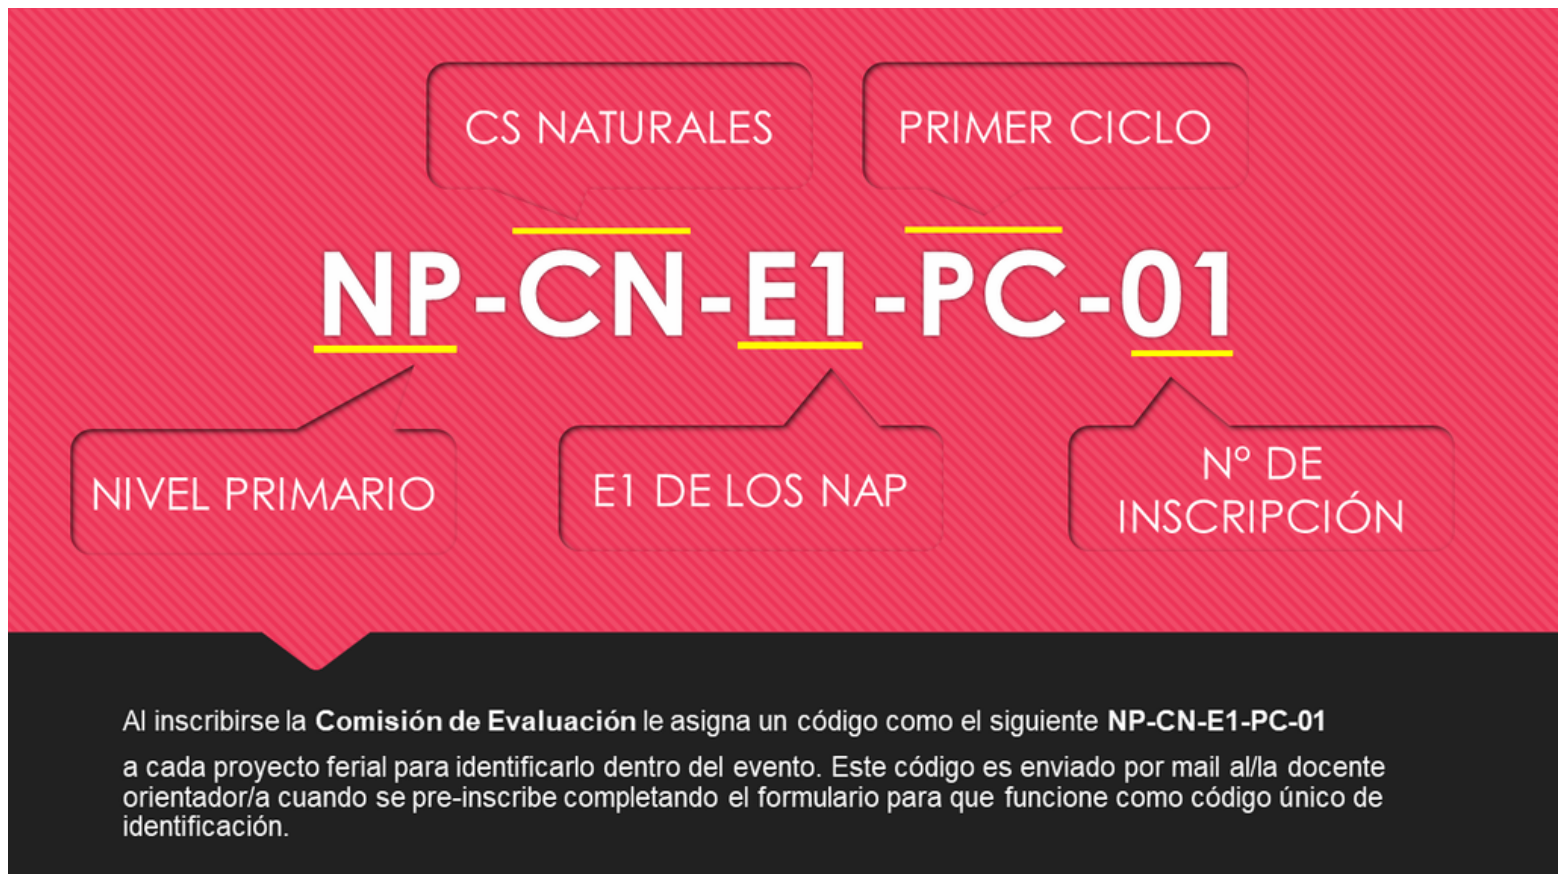 CS NATURALES
PRIMER CICLO
NP-CN-E1-PC-01
NIVEL PRIMARIO
E1 DE LOS NAP
Nº DE
INSCRIPCIÓN
Al inscribirse la Comisión de Evaluación le asigna un código como el siguiente NP-CN-E1-PC-01
a cada proyecto ferial para identificarlo dentro del evento. Este código es enviado por mail al/la docente
orientador/a cuando se pre-inscribe completando el formulario para que funcione como código único de
identificación.